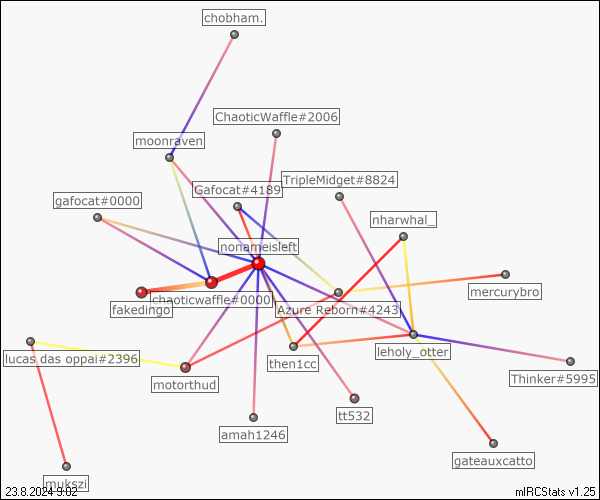 chobham.
ChaoticWaffle#2006
moonraven
TripleMidget#8824
Gafocat#4189
gafocat#0000
nharwhal_
nonameisleft
mercurybro
chaoticwaffle#0000
fakedingo
Azure Reborn#4243
leholy_otter
lucas das oppai#2396
then1cc
Thinker#5995
motorthud
tt532
amah1246
gateauxcatto
mukszi
23.8.2024 9:02
mIRCStats v1.25